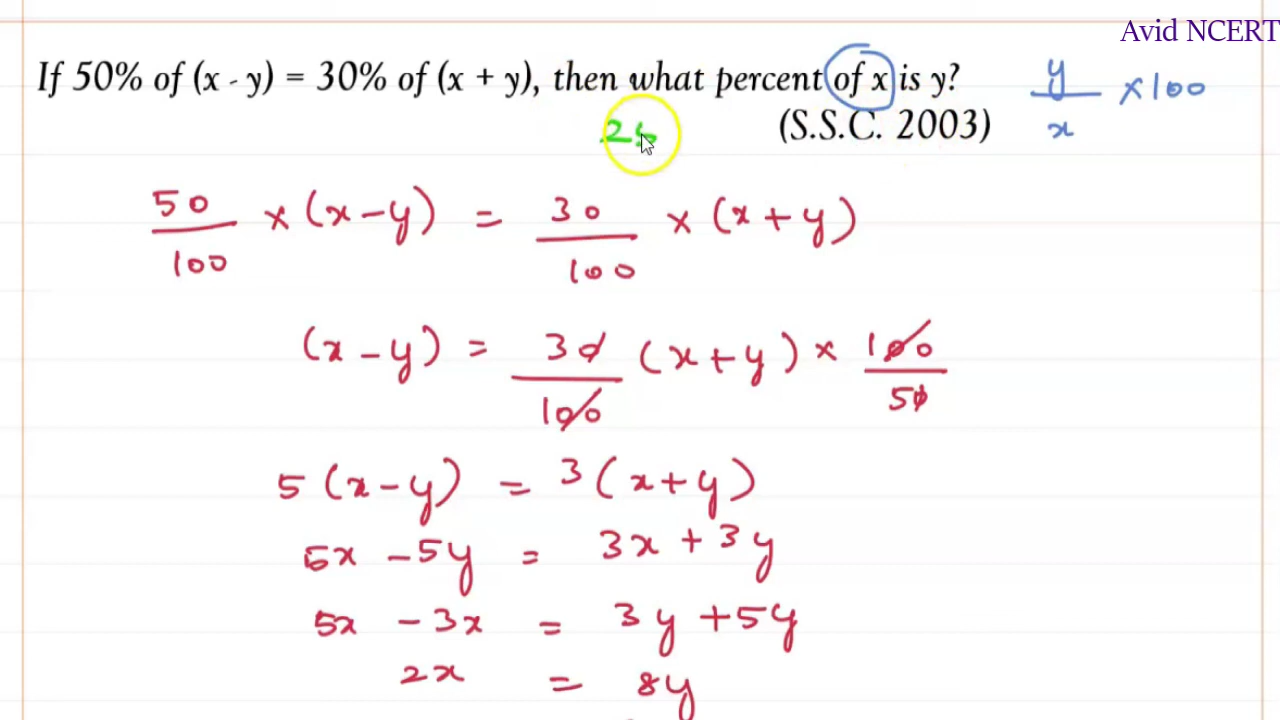 Avid NCERT
If 50% of (x - y) = 30% of (x + y), then what percent of x is y?
y/x × 100
25
(S.S.C. 2003)
50/100 × (x – y) = 30/100 × (x + y)
(x – y) = 30/100 (x + y) × 100/50
5 (x – y) = 3 (x + y)
5x – 5y = 3x + 3y
5x – 3x = 3y + 5y
2x = 8y